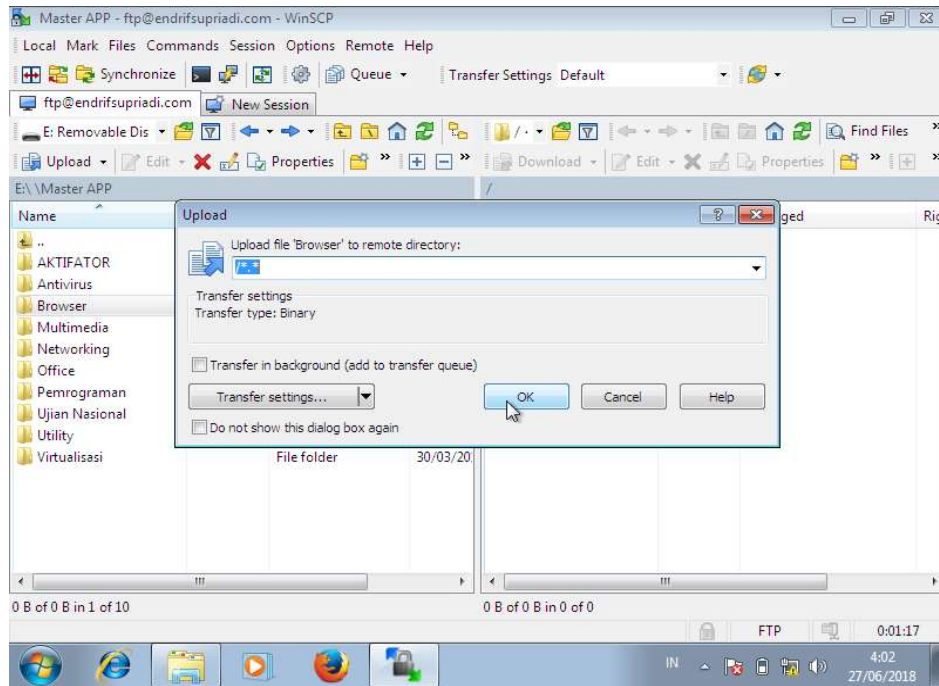 Master APP - ftp@endrifsupriadi.com - WinSCP
Local Mark Files Commands Session Options Remote Help
Synchronize Queue Transfer Settings Default
ftp@endrifsupriadi.com New Session
E: Removable Dis / Find Files
Upload Edit Properties » Download Edit Properties »
E:\ \Master APP /
Name ged Rig
..
AKTIFATOR
Antivirus
Browser
Multimedia
Networking
Office
Pemrograman
Ujian Nasional
Utility
Virtualisasi File folder 30/03/20
Upload
Upload file 'Browser' to remote directory:
/*.*
Transfer settings
Transfer type: Binary
Transfer in background (add to transfer queue)
Transfer settings... OK Cancel Help
Do not show this dialog box again
0 B of 0 B in 1 of 10 0 B of 0 B in 0 of 0
FTP 0:01:17
IN 4:02
27/06/2018